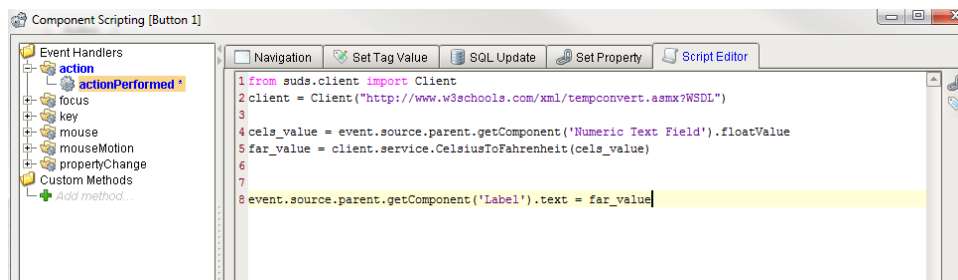 Component Scripting [Button 1]
Event Handlers
action
actionPerformed *
focus
key
mouse
mouseMotion
propertyChange
Custom Methods
Add method...
Navigation
Set Tag Value
SQL Update
Set Property
Script Editor
1 from suds.client import Client
2 client = Client("http://www.w3schools.com/xml/tempconvert.asmx?WSDL")
3
4 cels_value = event.source.parent.getComponent('Numeric Text Field').floatValue
5 far_value = client.service.CelsiusToFahrenheit(cels_value)
6
7
8 event.source.parent.getComponent('Label').text = far_value